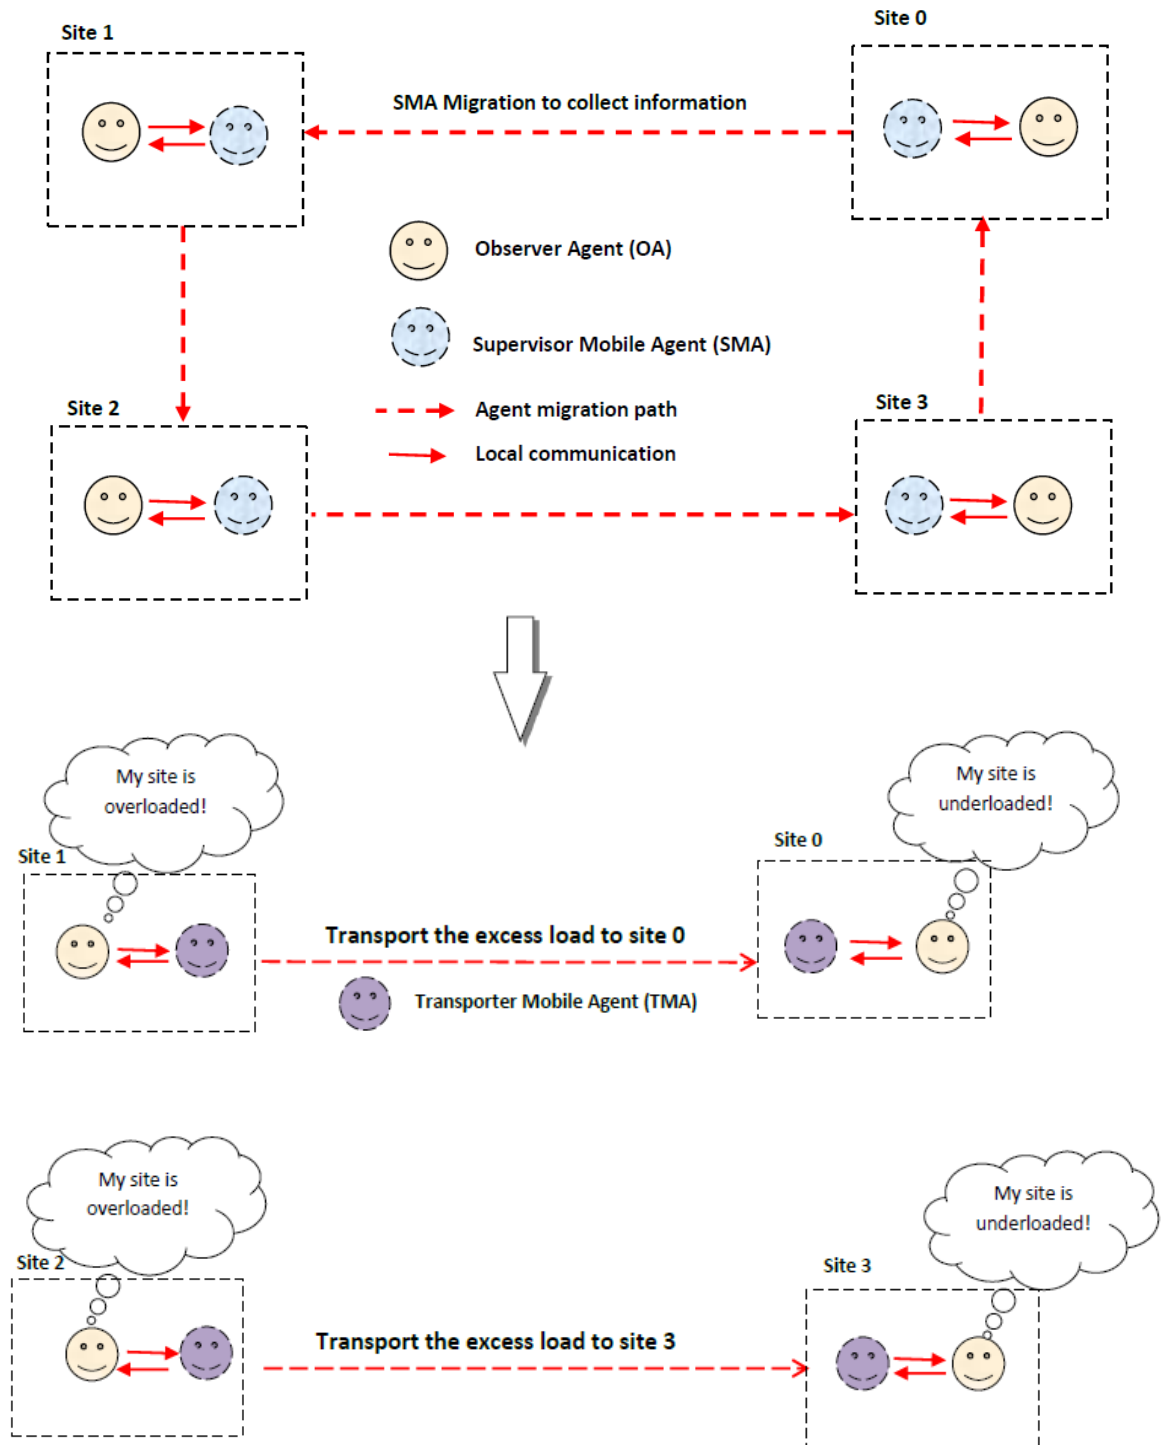 Site 1
Site 0
SMA Migration to collect information
Observer Agent (OA)
Supervisor Mobile Agent (SMA)
Site 2
Agent migration path
Site 3
Local communication
My site is
overloaded!
My site is
underloaded!
Site 1
Site 0
Transport the excess load to site 0
Transporter Mobile Agent (TMA)
My site is
overloaded!
My site is
underloaded!
Site 2
Site 3
Transport the excess load to site 3